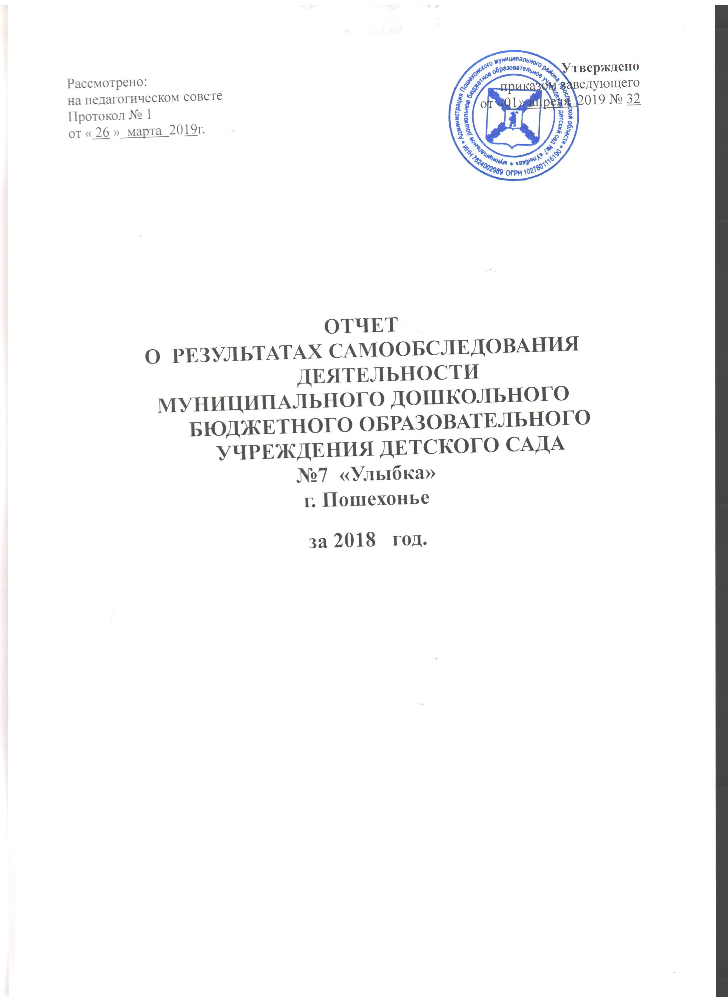 Рассмотрено:
на педагогическом совете
Протокол № 1
от « 26 » марта 2019г.
Утверждено
приказом заведующего
от «01» апреля 2019 № 32
Администрация Пошехонского муниципального района Ярославской области * ИНН 7624002989 ОГРН 1027601116190 *
муниципальное дошкольное бюджетное образовательное учреждение детский сад №7 «Улыбка» *
ОТЧЕТ
О РЕЗУЛЬТАТАХ САМООБСЛЕДОВАНИЯ
ДЕЯТЕЛЬНОСТИ
МУНИЦИПАЛЬНОГО ДОШКОЛЬНОГО
БЮДЖЕТНОГО ОБРАЗОВАТЕЛЬНОГО
УЧРЕЖДЕНИЯ ДЕТСКОГО САДА
№7 «Улыбка»
г. Пошехонье
за 2018 год.